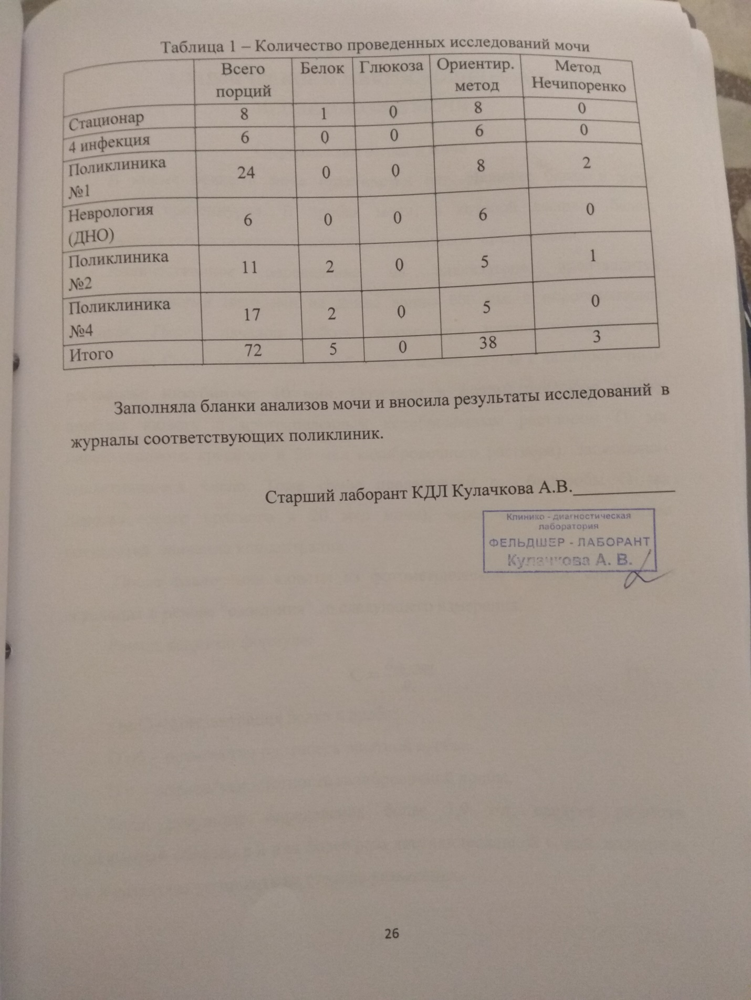 Таблица 1 – Количество проведенных исследований мочи
Всего порций Белок Глюкоза Ориентир. метод Метод Нечипоренко
Стационар 8 1 0 8 0
4 инфекция 6 0 0 6 0
Поликлиника №1 24 0 0 8 2
Неврология (ДНО) 6 0 0 6 0
Поликлиника №2 11 2 0 5 1
Поликлиника №4 17 2 0 5 0
Итого 72 5 0 38 3
Заполняла бланки анализов мочи и вносила результаты исследований в
журналы соответствующих поликлиник.
Старший лаборант КДЛ Кулачкова А.В.____________
Клинико - диагностическая
лаборатория
ФЕЛЬДШЕР - ЛАБОРАНТ
Кулачкова А. В.
26